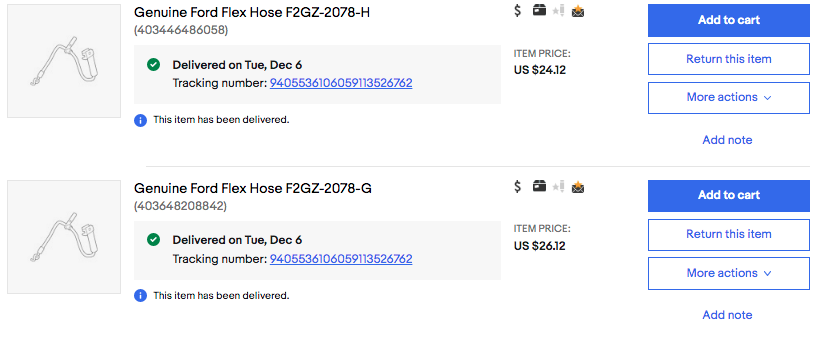 Genuine Ford Flex Hose F2GZ-2078-H
(403446486058)
Delivered on Tue, Dec 6
Tracking number: 9405536106059113526762
This item has been delivered.
$
ITEM PRICE:
US $24.12
Add to cart
Return this item
More actions
Add note
Genuine Ford Flex Hose F2GZ-2078-G
(403648208842)
Delivered on Tue, Dec 6
Tracking number: 9405536106059113526762
This item has been delivered.
$
ITEM PRICE:
US $26.12
Add to cart
Return this item
More actions
Add note